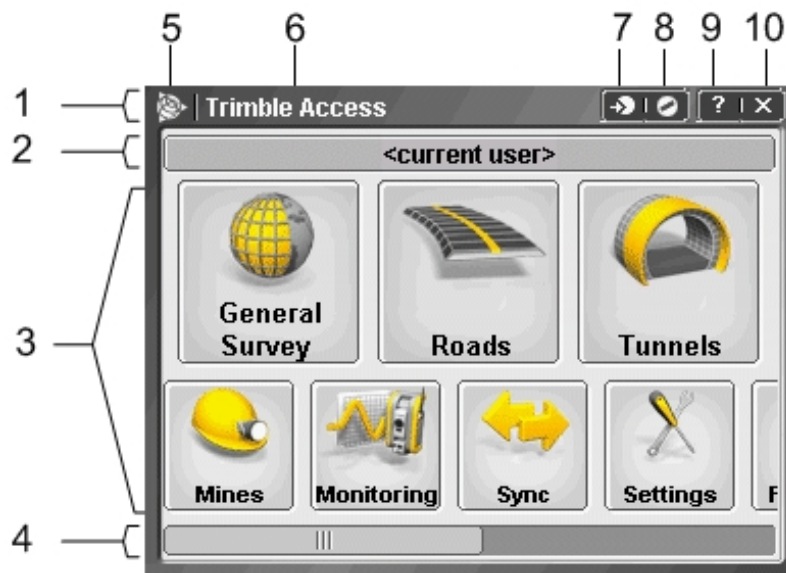 5 6 7 8 9 10
1 Trimble Access ? X
2 <current user>
3
General Survey
Roads
Tunnels
Mines
Monitoring
Sync
Settings
4